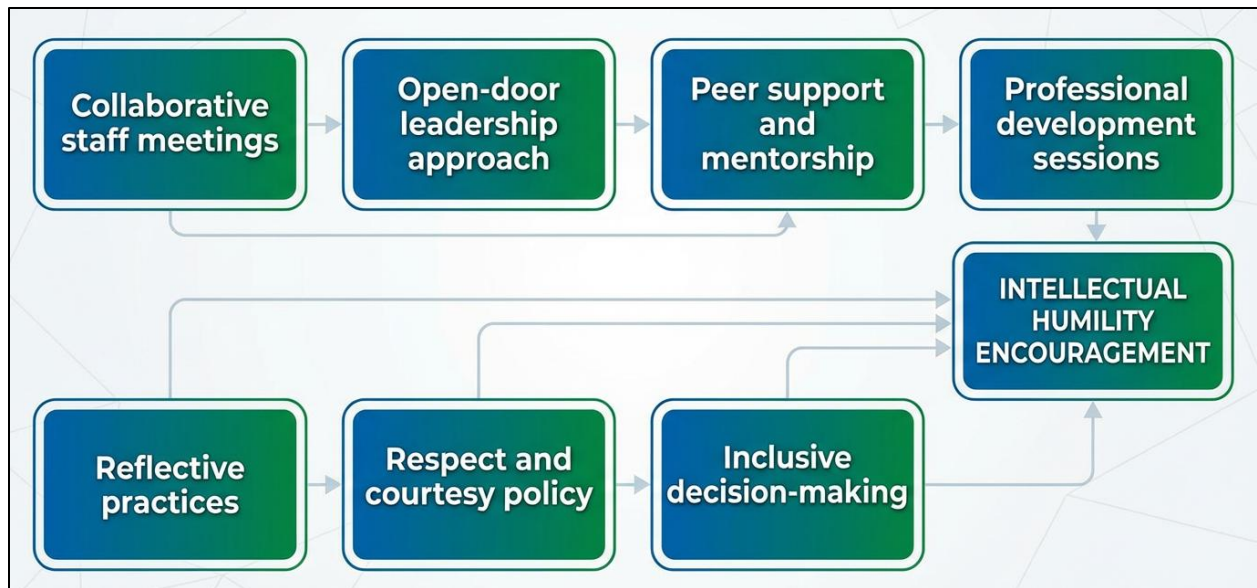 Collaborative
staff meetings
Open-door
leadership
approach
Peer support
and
mentorship
Professional
development
sessions
INTELLECTUAL
HUMILITY
ENCOURAGEMENT
Reflective
practices
Respect and
courtesy policy
Inclusive
decision-making